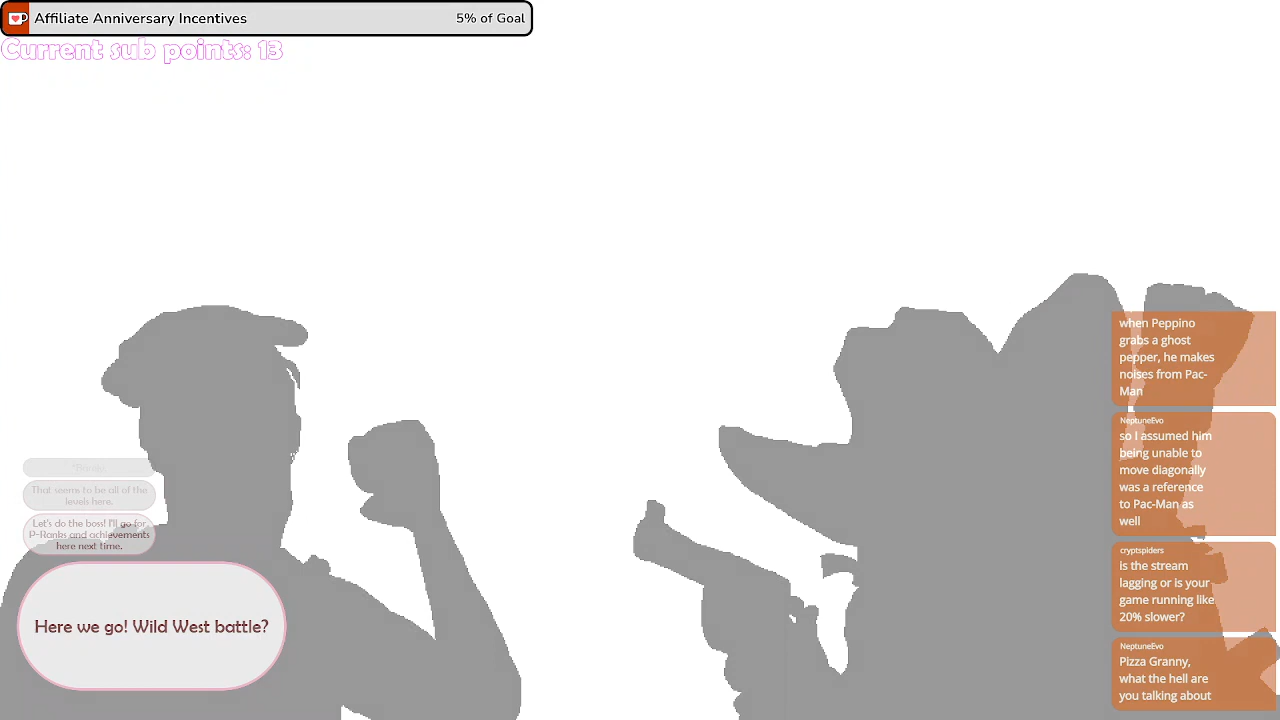 Affiliate Anniversary Incentives 5% of Goal
Current sub points: 13
when Peppino
grabs a ghost
pepper, he makes
noises from Pac-
Man
NeptuneEvo
so I assumed him
being unable to
move diagonally
was a reference
to Pac-Man as
well
cryptspiders
is the stream
lagging or is your
game running like
20% slower?
NeptuneEvo
Pizza Granny,
what the hell are
you talking about
That seems to be all of the
levels here.
Let's do the boss! I'll go for
P-Ranks and achievements
here next time.
Here we go! Wild West battle?